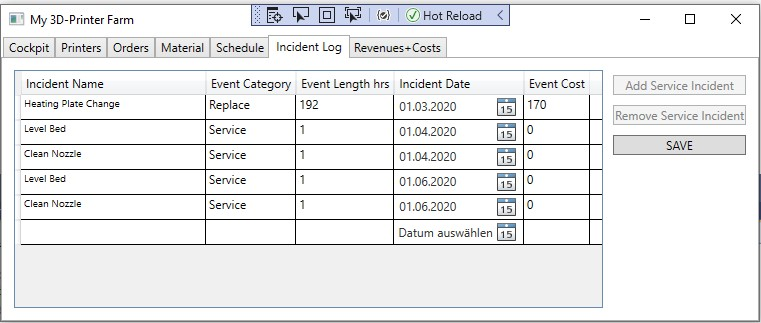 My 3D-Printer Farm
Hot Reload
Cockpit Printers Orders Material Schedule Incident Log Revenues+Costs
Incident Name Event Category Event Length hrs Incident Date Event Cost
Heating Plate Change Replace 192 01.03.2020 15 170
Level Bed Service 1 01.04.2020 15 0
Clean Nozzle Service 1 01.04.2020 15 0
Level Bed Service 1 01.06.2020 15 0
Clean Nozzle Service 1 01.06.2020 15 0
Datum auswählen 15
Add Service Incident
Remove Service Incident
SAVE